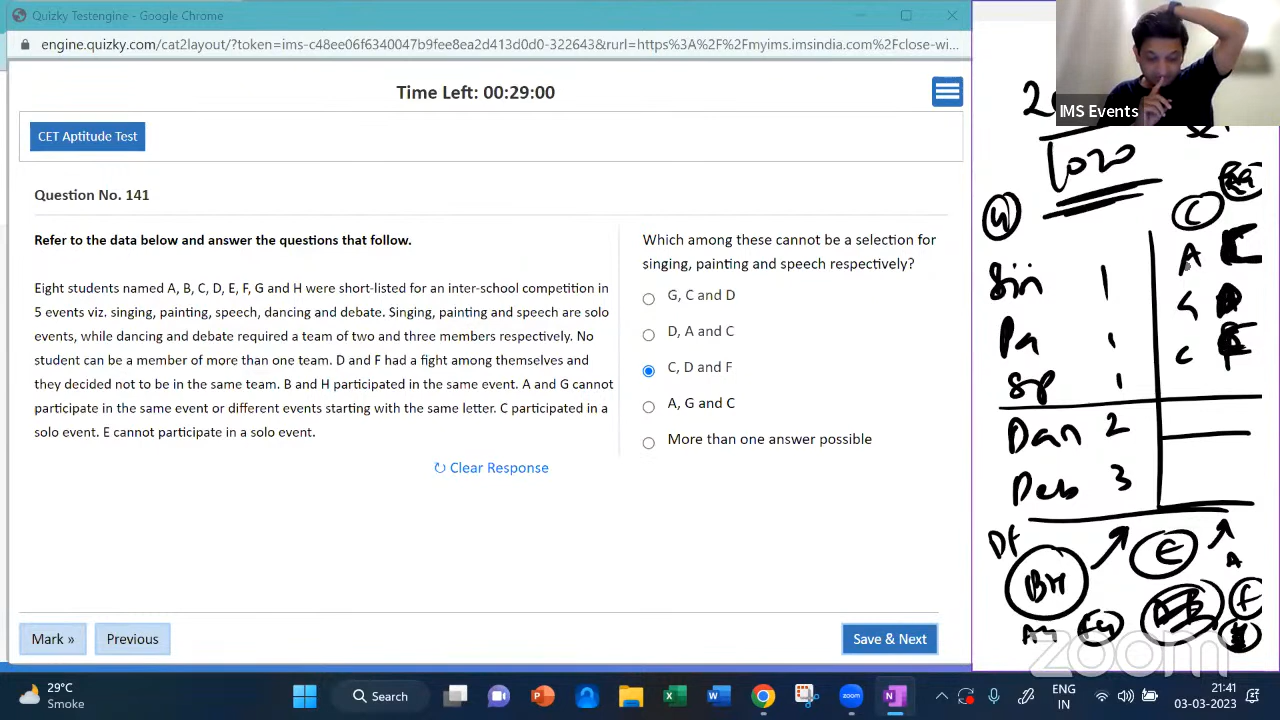 Quizky Testengine - Google Chrome
engine.quizky.com/cat2layout/?token=ims-c48ee06f6340047b9fee8ea2d413d0d0-322643&rurl=https%3A%2F%2Fmyims.imsindia.com%2Fclose-wi...
Time Left: 00:29:00
CET Aptitude Test
Question No. 141
Refer to the data below and answer the questions that follow.
Eight students named A, B, C, D, E, F, G and H were short-listed for an inter-school competition in
5 events viz. singing, painting, speech, dancing and debate. Singing, painting and speech are solo
events, while dancing and debate required a team of two and three members respectively. No
student can be a member of more than one team. D and F had a fight among themselves and
they decided not to be in the same team. B and H participated in the same event. A and G cannot
participate in the same event or different events starting with the same letter. C participated in a
solo event. E cannot participate in a solo event.
Clear Response
Which among these cannot be a selection for
singing, painting and speech respectively?
G, C and D
D, A and C
C, D and F
A, G and C
More than one answer possible
Mark »
Previous
Save & Next
IMS Events
Sin 1
Pa 1
Sp 1
Dan 2
Deb 3
C
A
G
C
DF
BH
E
A
F
zoom
29°C
Smoke
Search
ENG
IN
21:41
03-03-2023